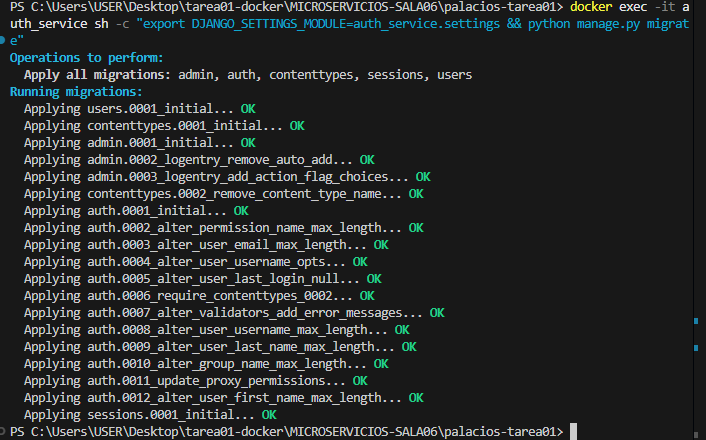 PS C:\Users\USER\Desktop\tarea01-docker\MICROSERVICIOS-SALA06\palacios-tarea01> docker exec -it a
uth_service sh -c "export DJANGO_SETTINGS_MODULE=auth_service.settings && python manage.py migrat
e"
Operations to perform:
  Apply all migrations: admin, auth, contenttypes, sessions, users
Running migrations:
  Applying users.0001_initial... OK
  Applying contenttypes.0001_initial... OK
  Applying admin.0001_initial... OK
  Applying admin.0002_logentry_remove_auto_add... OK
  Applying admin.0003_logentry_add_action_flag_choices... OK
  Applying contenttypes.0002_remove_content_type_name... OK
  Applying auth.0001_initial... OK
  Applying auth.0002_alter_permission_name_max_length... OK
  Applying auth.0003_alter_user_email_max_length... OK
  Applying auth.0004_alter_user_username_opts... OK
  Applying auth.0005_alter_user_last_login_null... OK
  Applying auth.0006_require_contenttypes_0002... OK
  Applying auth.0007_alter_validators_add_error_messages... OK
  Applying auth.0008_alter_user_username_max_length... OK
  Applying auth.0009_alter_user_last_name_max_length... OK
  Applying auth.0010_alter_group_name_max_length... OK
  Applying auth.0011_update_proxy_permissions... OK
  Applying auth.0012_alter_user_first_name_max_length... OK
  Applying sessions.0001_initial... OK
PS C:\Users\USER\Desktop\tarea01-docker\MICROSERVICIOS-SALA06\palacios-tarea01>